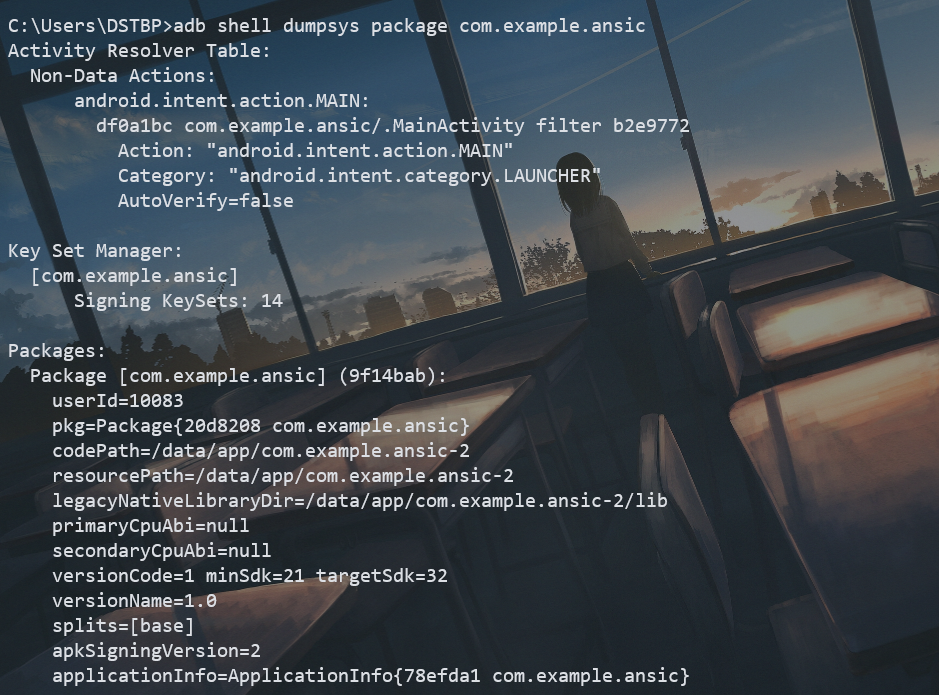 C:\Users\DSTBP>adb shell dumpsys package com.example.ansic
Activity Resolver Table:
  Non-Data Actions:
      android.intent.action.MAIN:
        df0a1bc com.example.ansic/.MainActivity filter b2e9772
          Action: "android.intent.action.MAIN"
          Category: "android.intent.category.LAUNCHER"
          AutoVerify=false

Key Set Manager:
  [com.example.ansic]
      Signing KeySets: 14

Packages:
  Package [com.example.ansic] (9f14bab):
    userId=10083
    pkg=Package{20d8208 com.example.ansic}
    codePath=/data/app/com.example.ansic-2
    resourcePath=/data/app/com.example.ansic-2
    legacyNativeLibraryDir=/data/app/com.example.ansic-2/lib
    primaryCpuAbi=null
    secondaryCpuAbi=null
    versionCode=1 minSdk=21 targetSdk=32
    versionName=1.0
    splits=[base]
    apkSigningVersion=2
    applicationInfo=ApplicationInfo{78efda1 com.example.ansic}